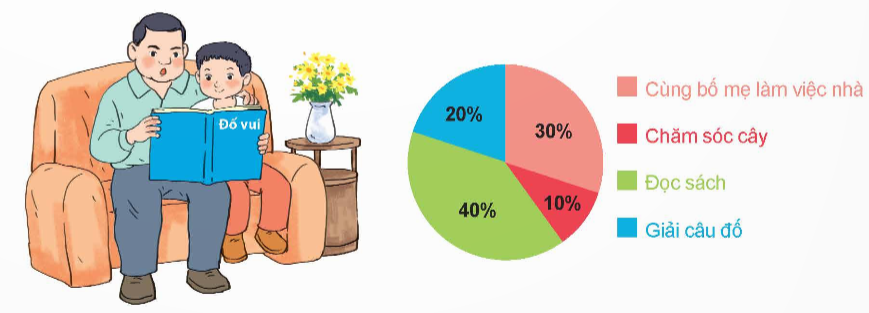 Đố vui
20%
30%
40%
10%
Cùng bố mẹ làm việc nhà
Chăm sóc cây
Đọc sách
Giải câu đố